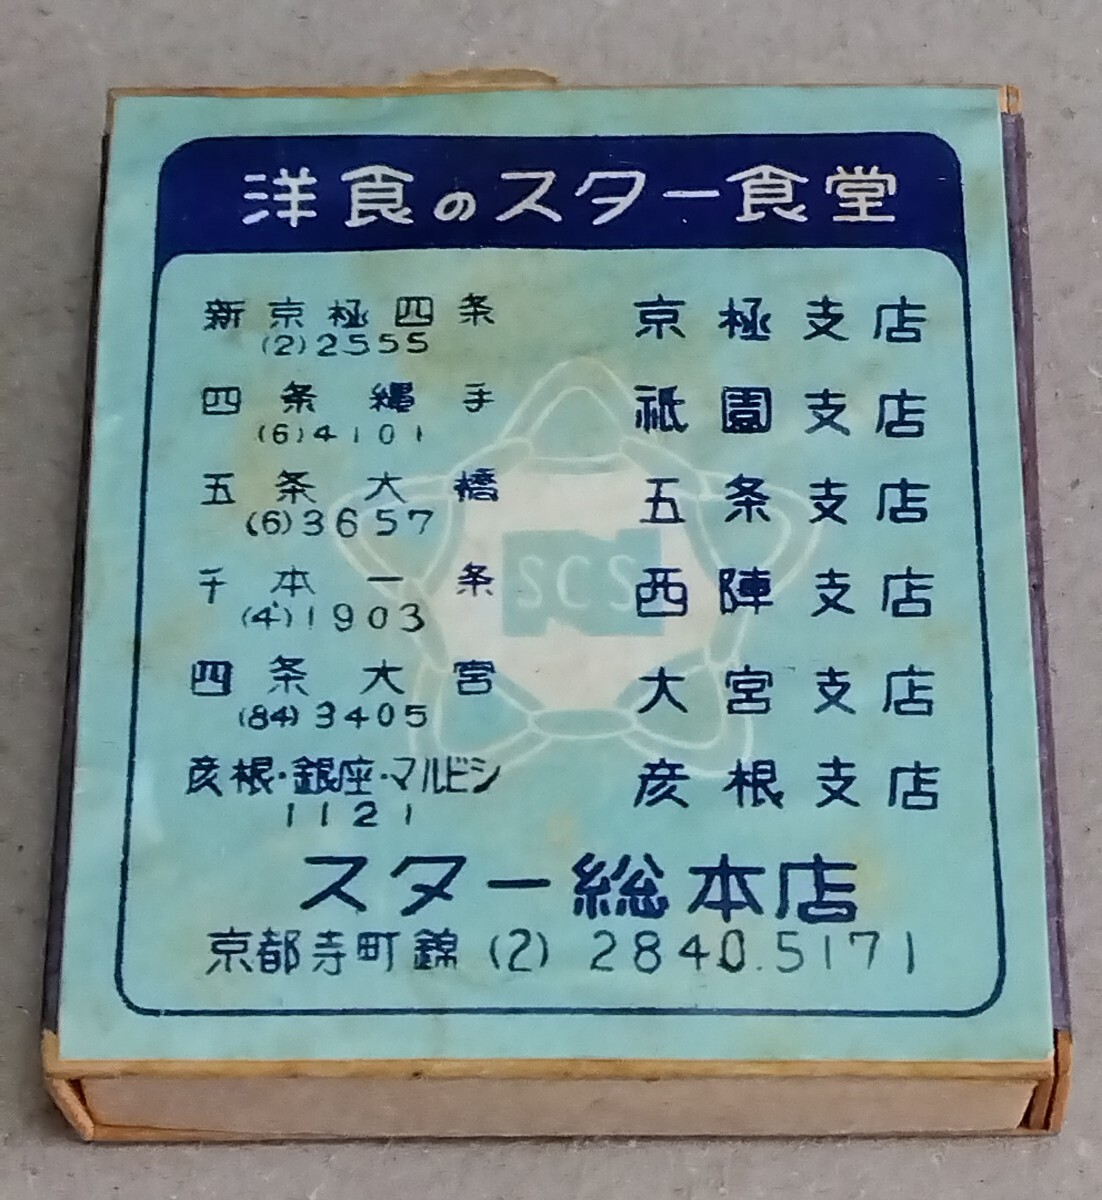 洋食のスター食堂
新京極四条 京極支店
(2)2555
四条縄手 祇園支店
(6)4101
五条大橋 五条支店
(6)3657
千本一条 西陣支店
(4)1903
四条大宮 大宮支店
(84)3405
彦根・銀座・マルビシ 彦根支店
1121
SCS
スター総本店
京都寺町錦 (2) 2840.5171